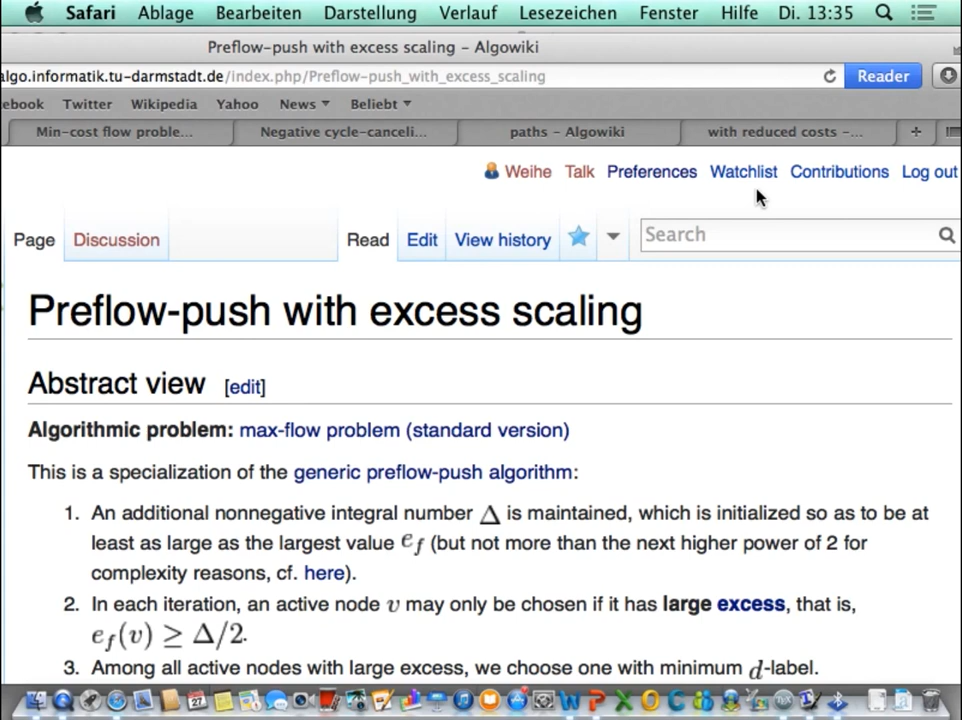 Safari Ablage Bearbeiten Darstellung Verlauf Lesezeichen Fenster Hilfe Di. 13:35
Preflow-push with excess scaling – Algowiki
algo.informatik.tu-darmstadt.de/index.php/Preflow-push_with_excess_scaling Reader
ebook Twitter Wikipedia Yahoo News ▼ Beliebt ▼
Min-cost flow proble... Negative cycle-canceli... paths – Algowiki with reduced costs –... +
Weihe Talk Preferences Watchlist Contributions Log out
Page Discussion Read Edit View history Search
Preflow-push with excess scaling
Abstract view [edit]
Algorithmic problem: max-flow problem (standard version)
This is a specialization of the generic preflow-push algorithm:
1. An additional nonnegative integral number Δ is maintained, which is initialized so as to be at
least as large as the largest value e_f (but not more than the next higher power of 2 for
complexity reasons, cf. here).
2. In each iteration, an active node v may only be chosen if it has large excess, that is,
e_f(v) ≥ Δ/2.
3. Among all active nodes with large excess, we choose one with minimum d-label.